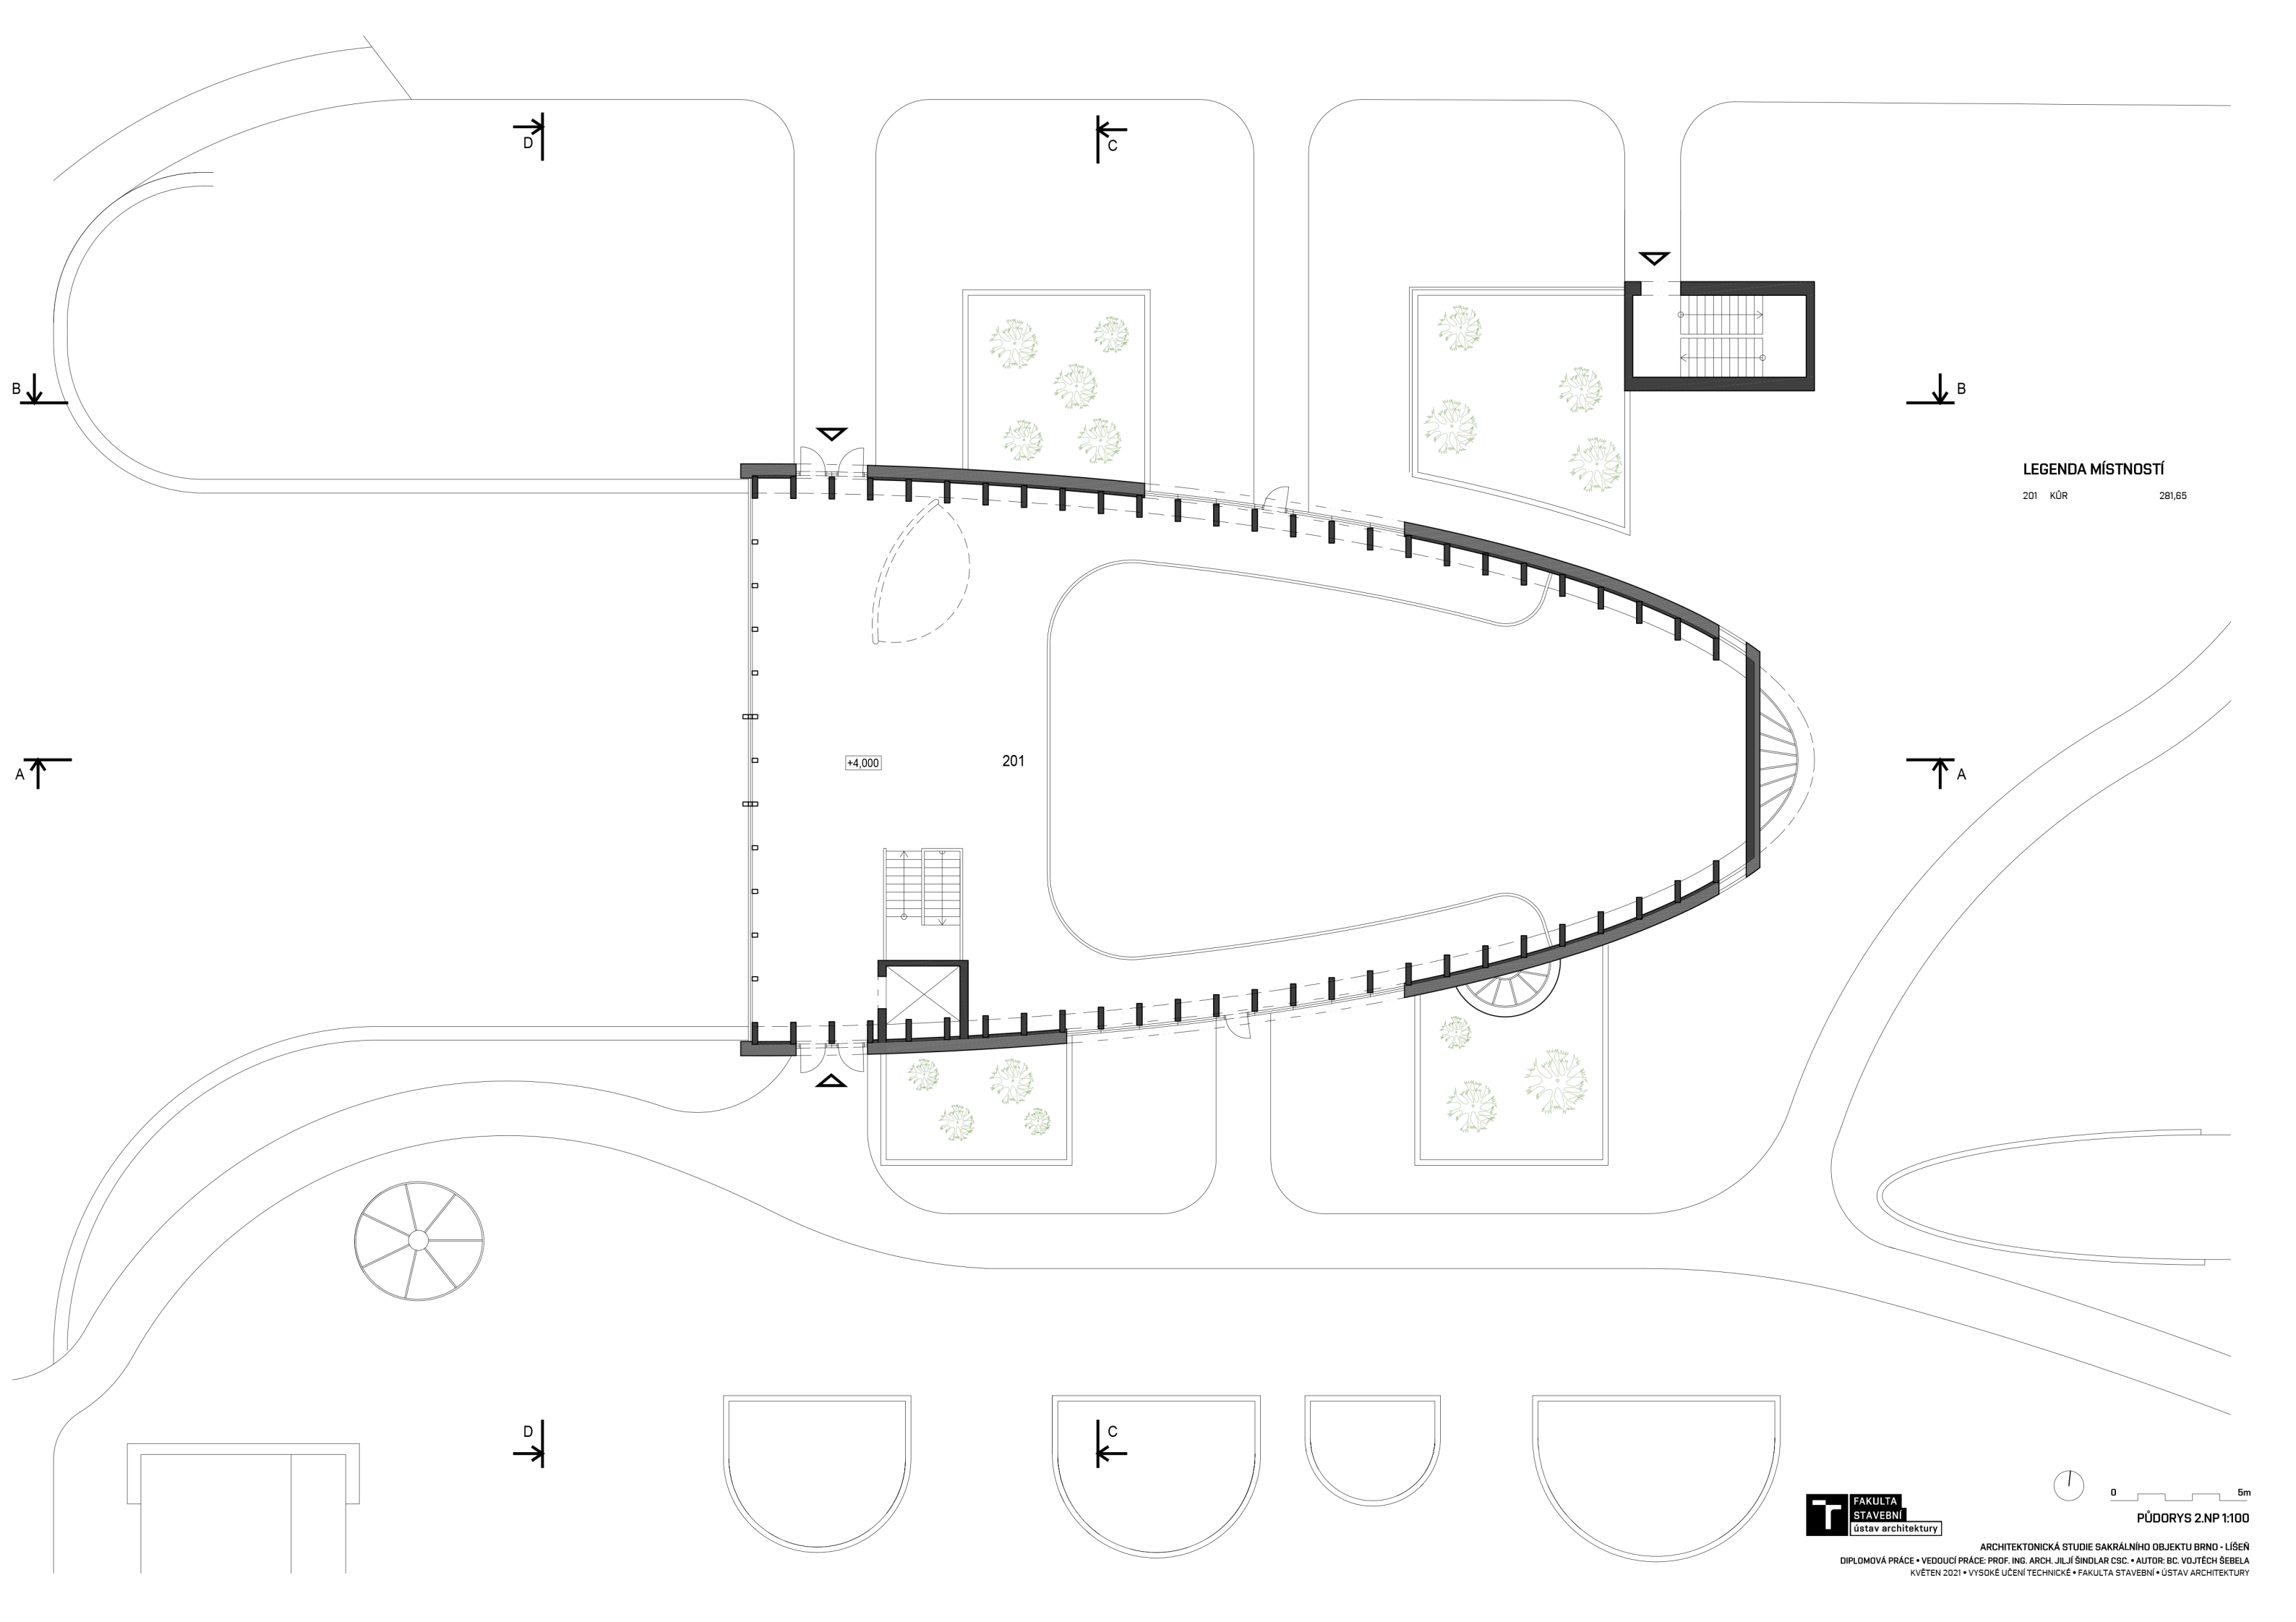 D
C
B
B
LEGENDA MÍSTNOSTÍ
201 KŮR 281,65
+4,000
201
A
A
D
C
FAKULTA
STAVEBNÍ
ústav architektury
0 5m
PŮDORYS 2.NP 1:100
ARCHITEKTONICKÁ STUDIE SAKRÁLNÍHO OBJEKTU BRNO - LÍŠEŇ
DIPLOMOVÁ PRÁCE • VEDOUCÍ PRÁCE: PROF. ING. ARCH. JILJÍ ŠINDLAR CSC. • AUTOR: BC. VOJTĚCH ŠEBELA
KVĚTEN 2021 • VYSOKÉ UČENÍ TECHNICKÉ • FAKULTA STAVEBNÍ • ÚSTAV ARCHITEKTURY